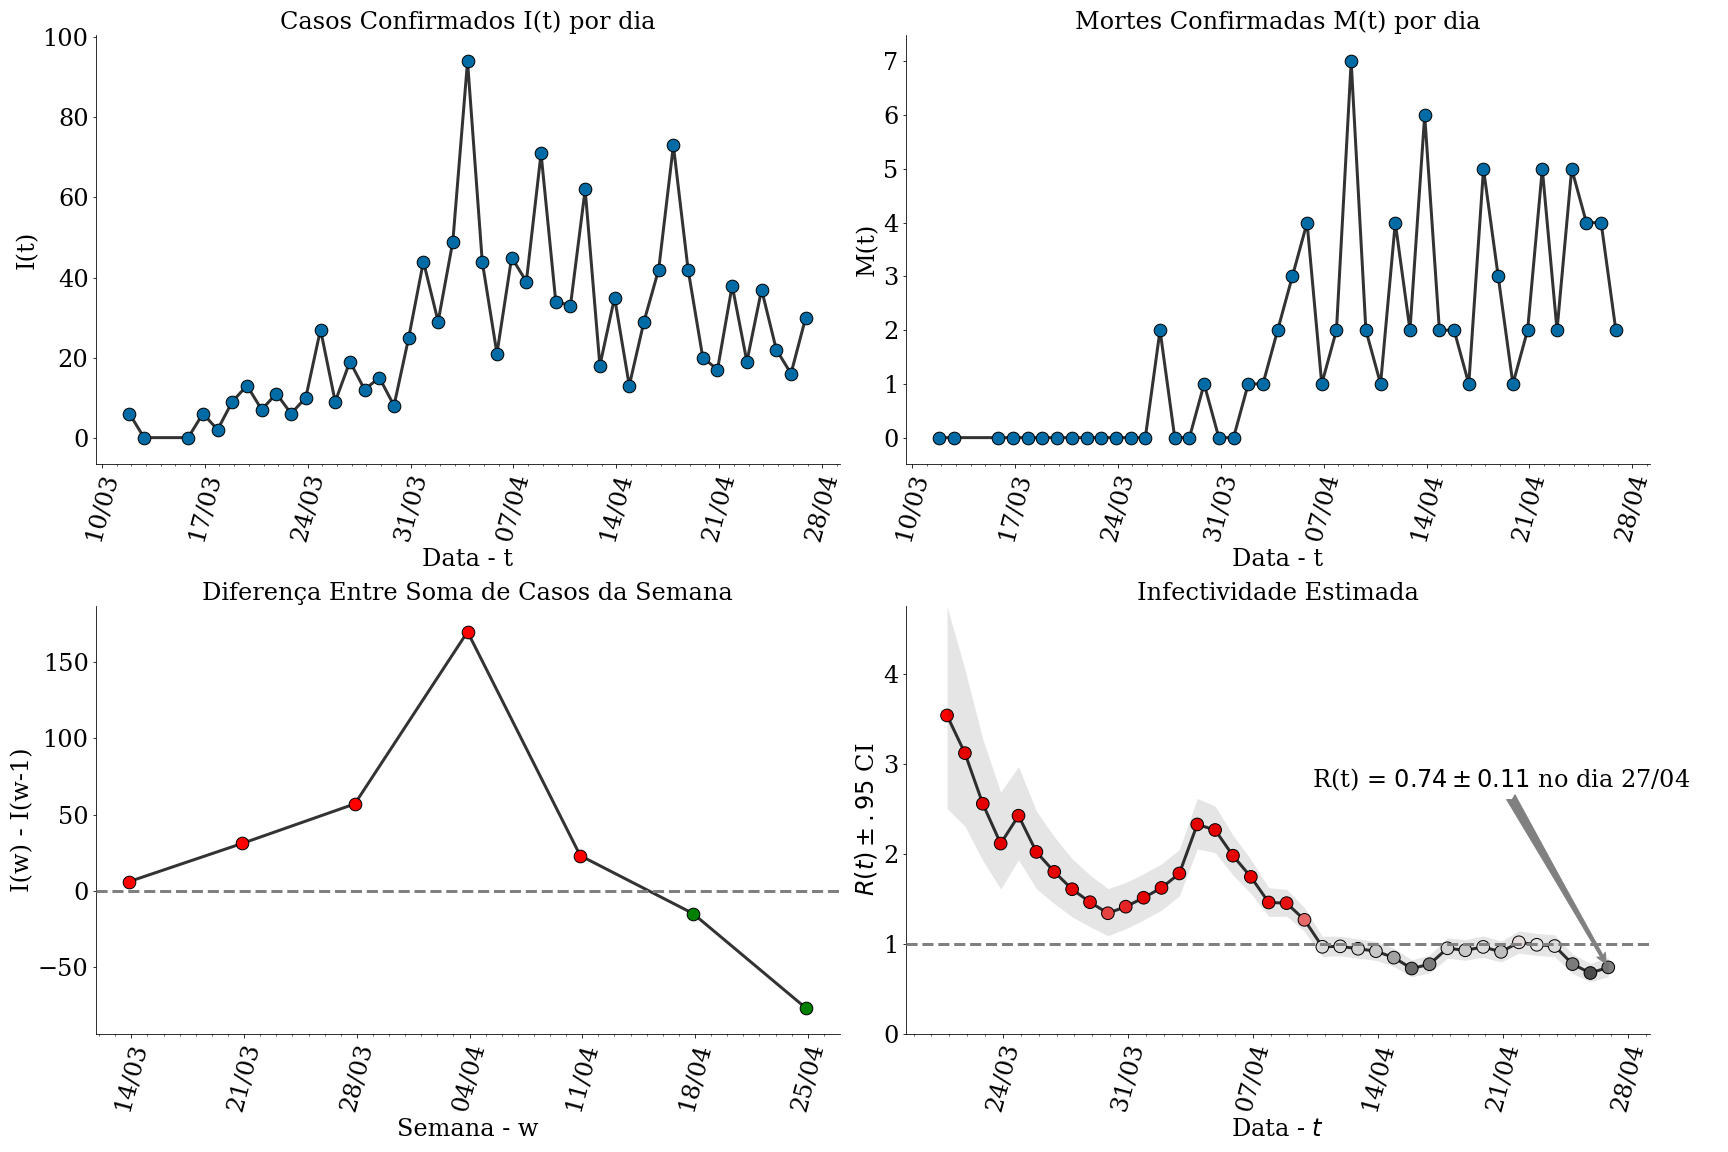 Casos Confirmados I(t) por dia
I(t)
100
80
60
40
20
0
10/03 17/03 24/03 31/03 07/04 14/04 21/04 28/04
Data - t
Mortes Confirmadas M(t) por dia
M(t)
7
6
5
4
3
2
1
0
10/03 17/03 24/03 31/03 07/04 14/04 21/04 28/04
Data - t
Diferença Entre Soma de Casos da Semana
I(w) - I(w-1)
150
100
50
0
−50
14/03 21/03 28/03 04/04 11/04 18/04 25/04
Semana - w
Infectividade Estimada
R(t) ± .95 CI
4
3
2
1
0
R(t) = 0.74 ± 0.11 no dia 27/04
24/03 31/03 07/04 14/04 21/04 28/04
Data - t